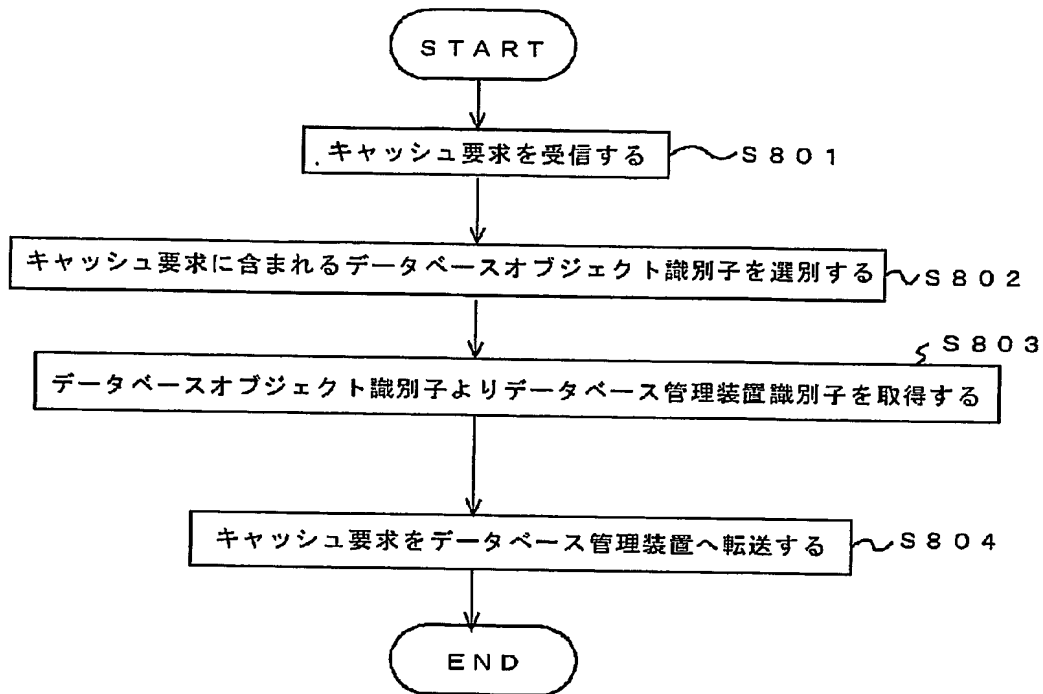 START
キャッシュ要求を受信する
S801
キャッシュ要求に含まれるデータベースオブジェクト識別子を選別する
S802
S803
データベースオブジェクト識別子よりデータベース管理装置識別子を取得する
キャッシュ要求をデータベース管理装置へ転送する
S804
END